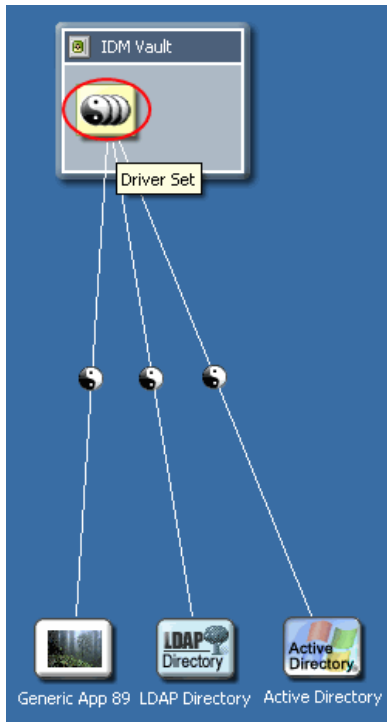 IDM Vault
Driver Set
LDAP
Directory
Active
Directory
Generic App 89
LDAP Directory
Active Directory